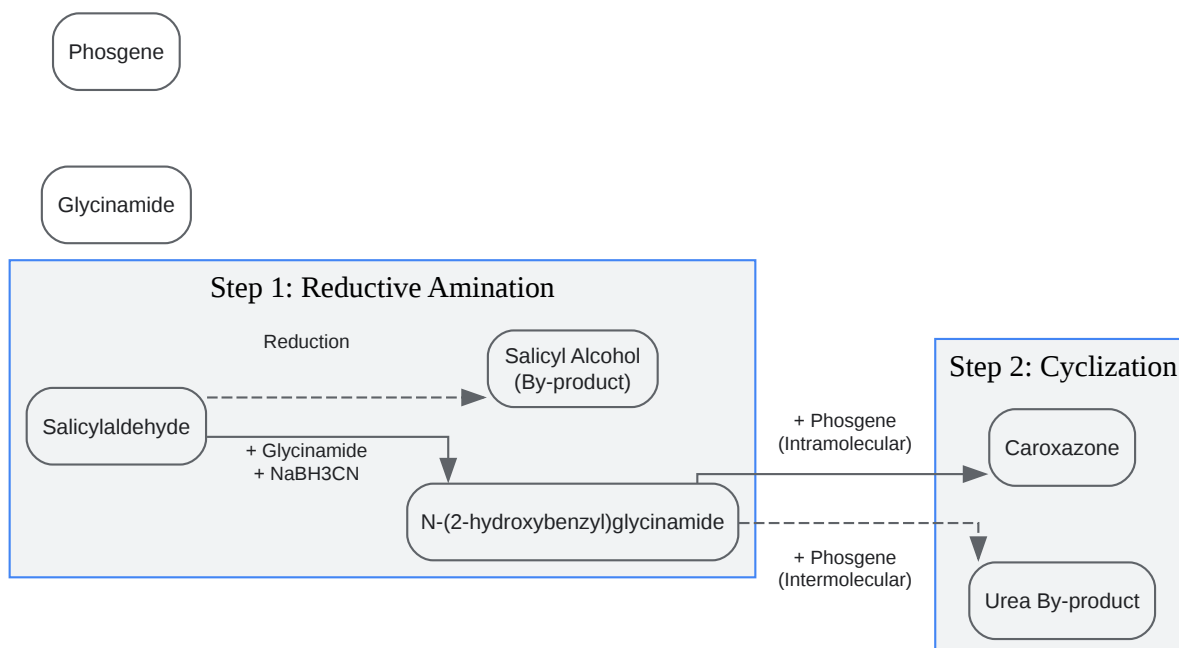 Phosgene
Glycinamide
Step 1: Reductive Amination
Reduction
Salicyl Alcohol
(By-product)
Salicylaldehyde
+ Glycinamide
+ NaBH3CN
N-(2-hydroxybenzyl)glycinamide
+ Phosgene
(Intramolecular)
+ Phosgene
(Intermolecular)
Step 2: Cyclization
Caroxazone
Urea By-product